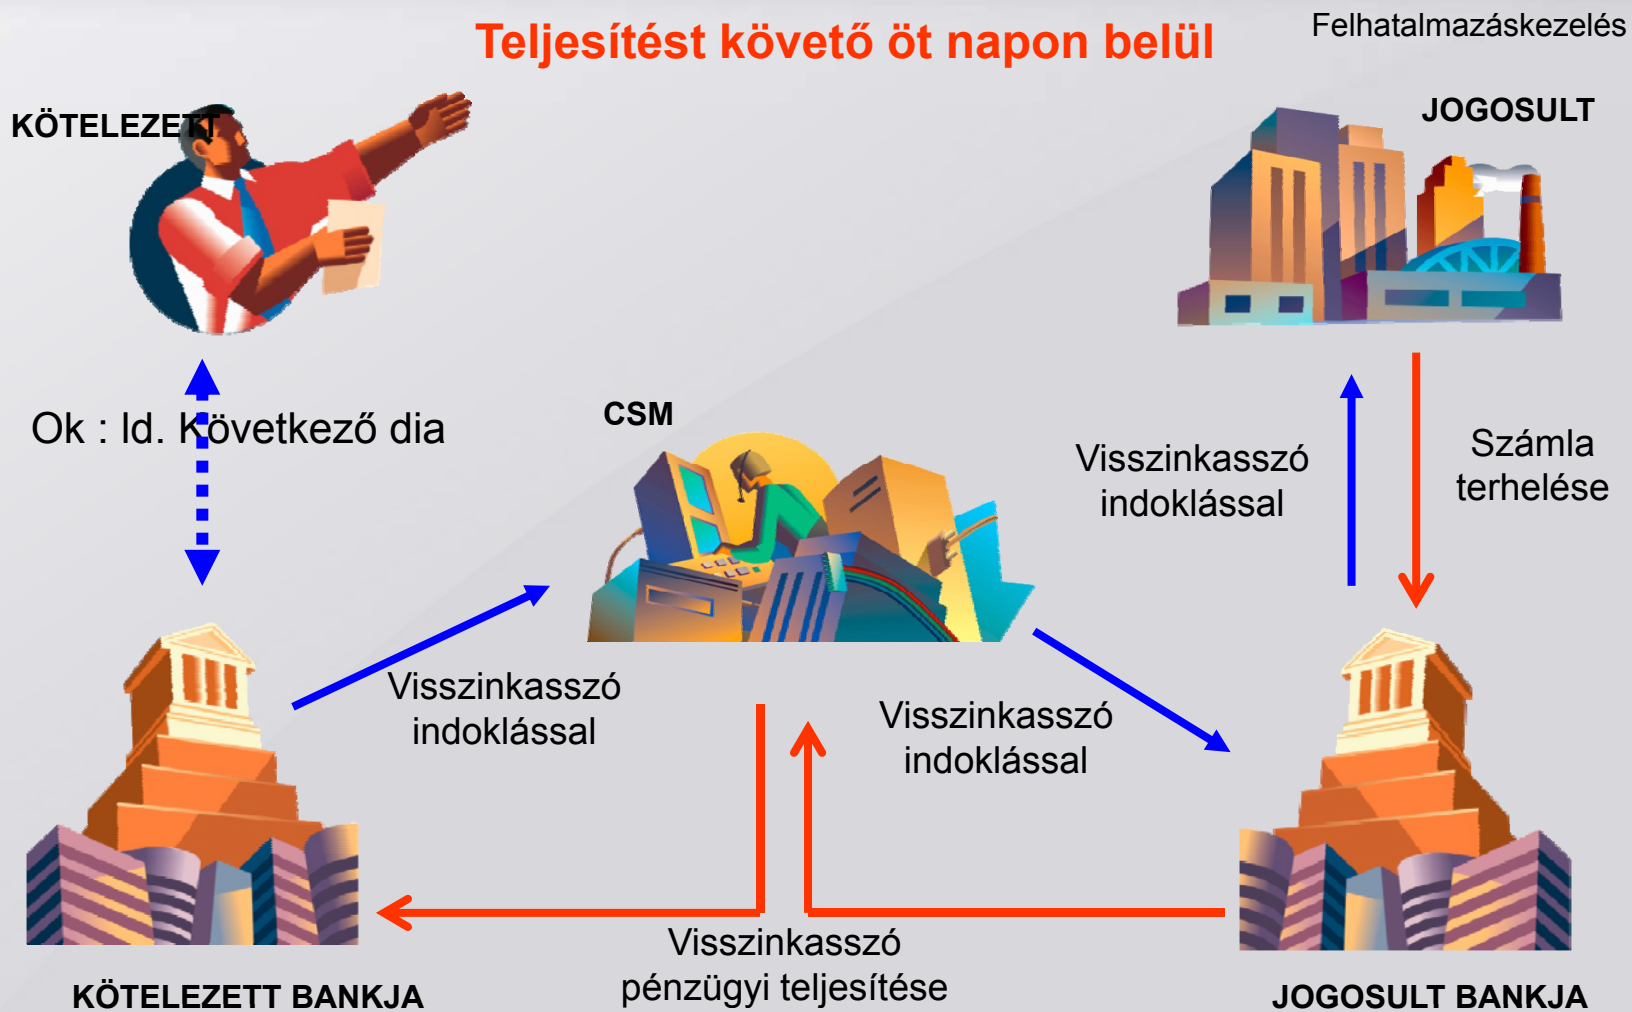 Teljesítést követő öt napon belül
Felhatalmazáskezelés
KÖTELEZETT
JOGOSULT
Ok : ld. Következő dia
CSM
Visszinkasszó
indoklással
Számla
terhelése
Visszinkasszó
indoklással
Visszinkasszó
indoklással
Visszinkasszó
pénzügyi teljesítése
KÖTELEZETT BANKJA
JOGOSULT BANKJA